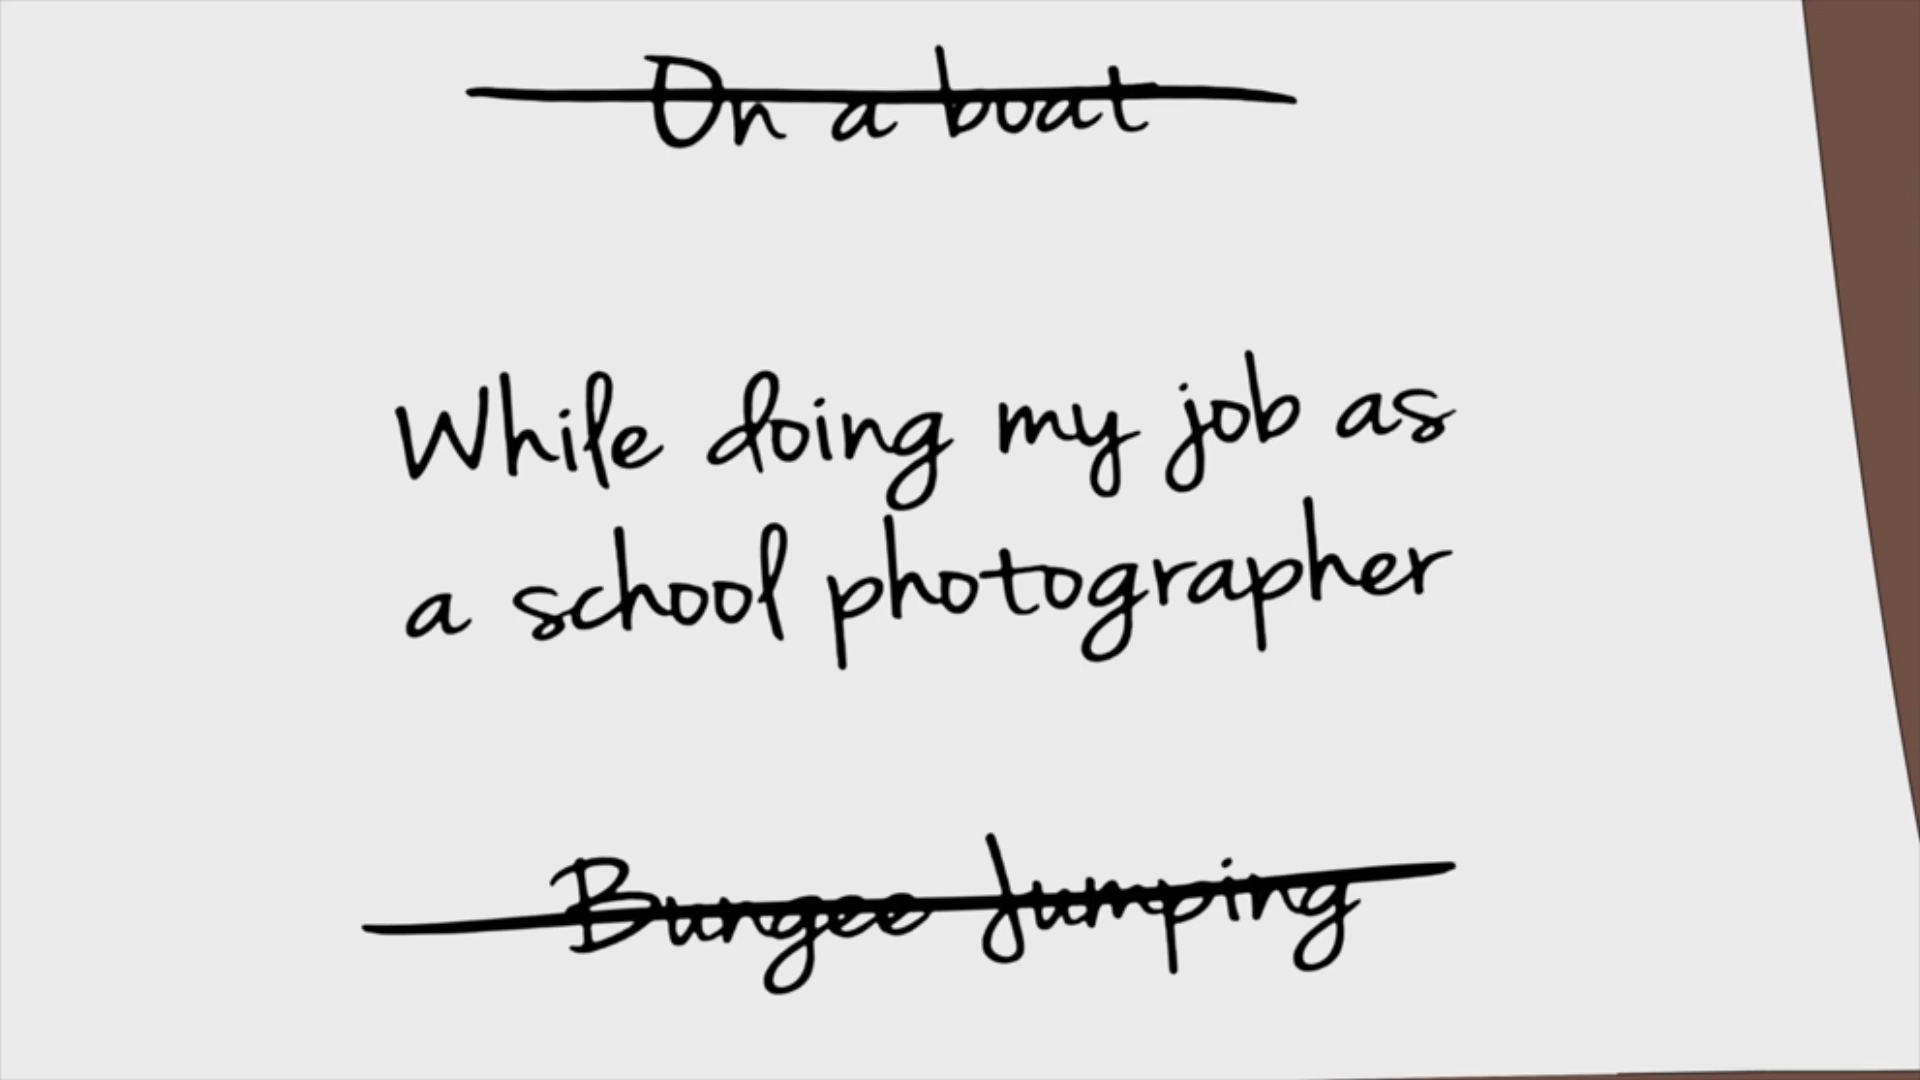 On a boat
While doing my job as
a school photographer
Bungee Jumping